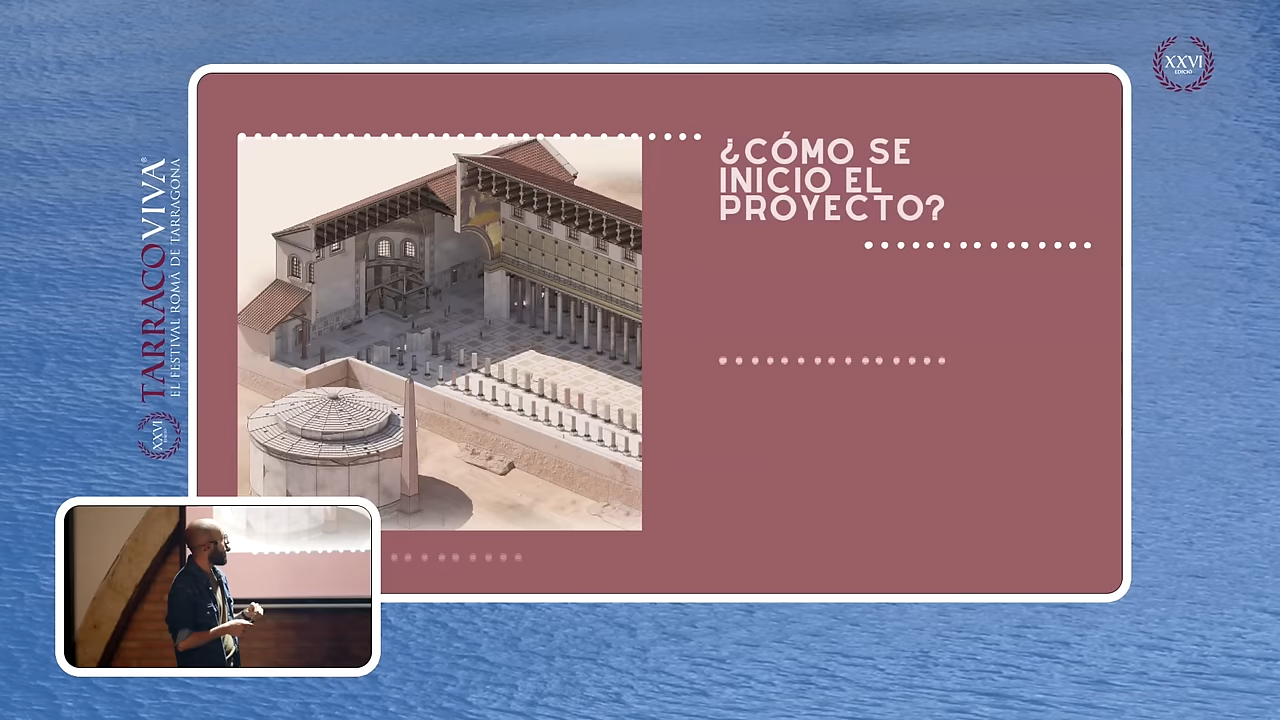 XXVI
EDICIÓ
¿CÓMO SE
INICIO EL
PROYECTO?
TARRACOVIVA®
EL FESTIVAL ROMÀ DE TARRAGONA
XXVI